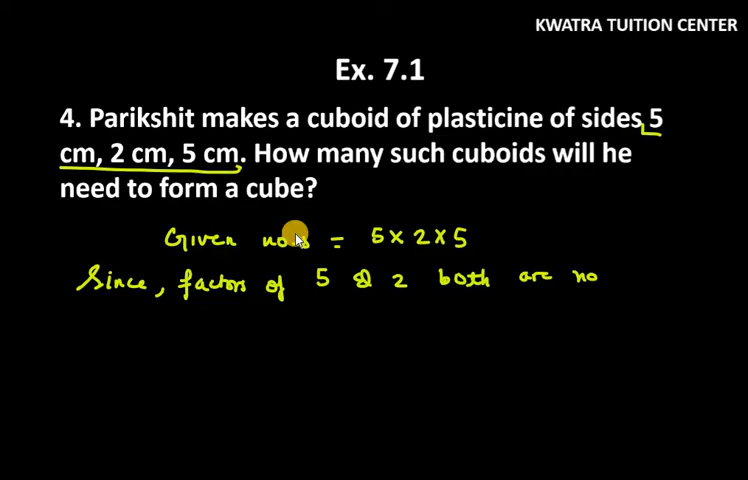 KWATRA TUITION CENTER
Ex. 7.1
4. Parikshit makes a cuboid of plasticine of sides 5
cm, 2 cm, 5 cm. How many such cuboids will he
need to form a cube?
Given = 5 × 2 × 5
Since, factors of 5 & 2 both are no